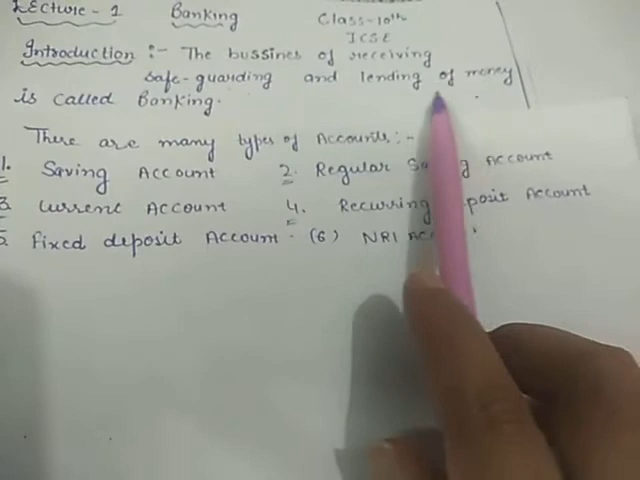 Lecture - 1 Banking Class-10th
ICSE
Introduction :- The bussines of receiving
safe-guarding and lending of money
is called Banking.
There are many types of Accounts :-
1. Saving Account 2. Regular Account
3. Current Account 4. Recurring Account
5. Fixed deposit Account. (6) NRI